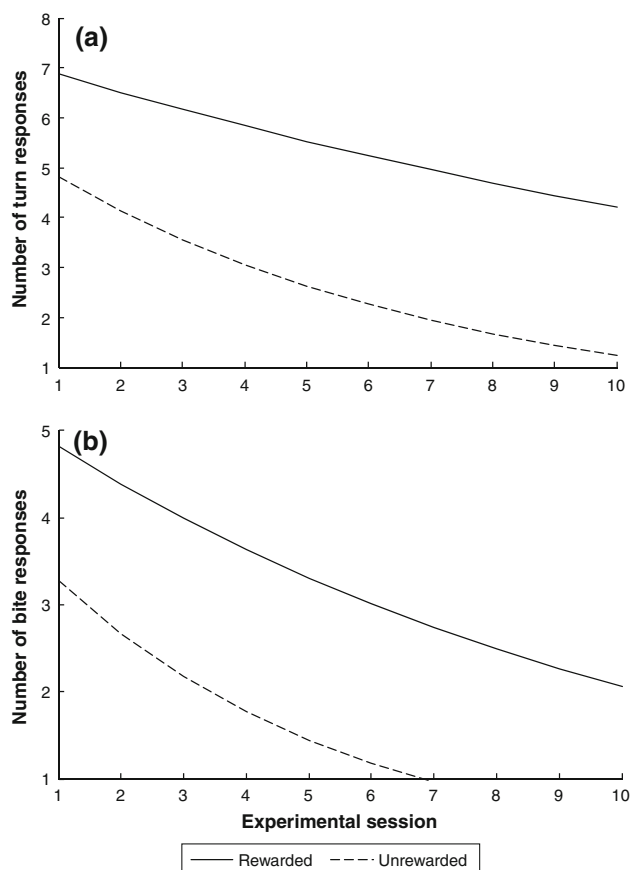 (a)
Number of turn responses
8
7
6
5
4
3
2
1
1 2 3 4 5 6 7 8 9 10
(b)
Number of bite responses
5
4
3
2
1
1 2 3 4 5 6 7 8 9 10
Experimental session
Rewarded Unrewarded